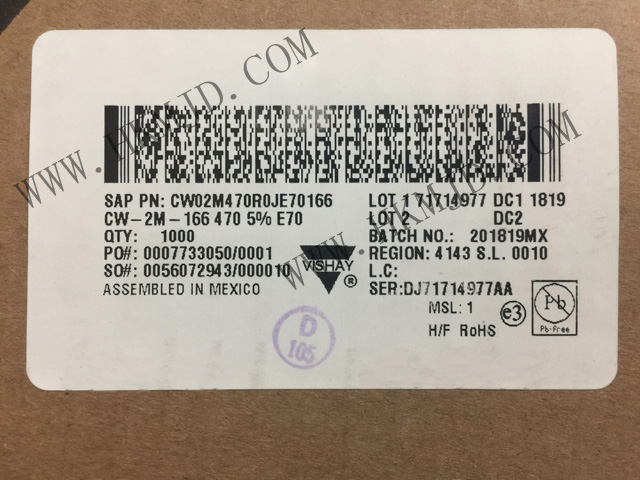 WWW.HKMJD.COM
WWW.HKMJD.COM
SAP PN: CW02M470R0JE70166
CW-2M-166 470 5% E70
QTY: 1000
PO#: 0007733050/0001
SO#: 0056072943/000010
ASSEMBLED IN MEXICO
VISHAY
®
LOT 1 71714977 DC1 1819
LOT 2 DC2
BATCH NO.: 201819MX
REGION: 4143 S.L. 0010
L.C:
SER:DJ71714977AA
MSL: 1
H/F RoHS
e3
Pb
Pb-Free
D
105